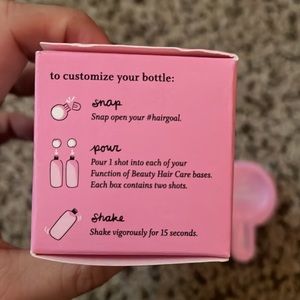 to customize your bottle:
snap
Snap open your #hairgoal.
pour
Pour 1 shot into each of your
Function of Beauty Hair Care bases.
Each box contains two shots.
shake
Shake vigorously for 15 seconds.